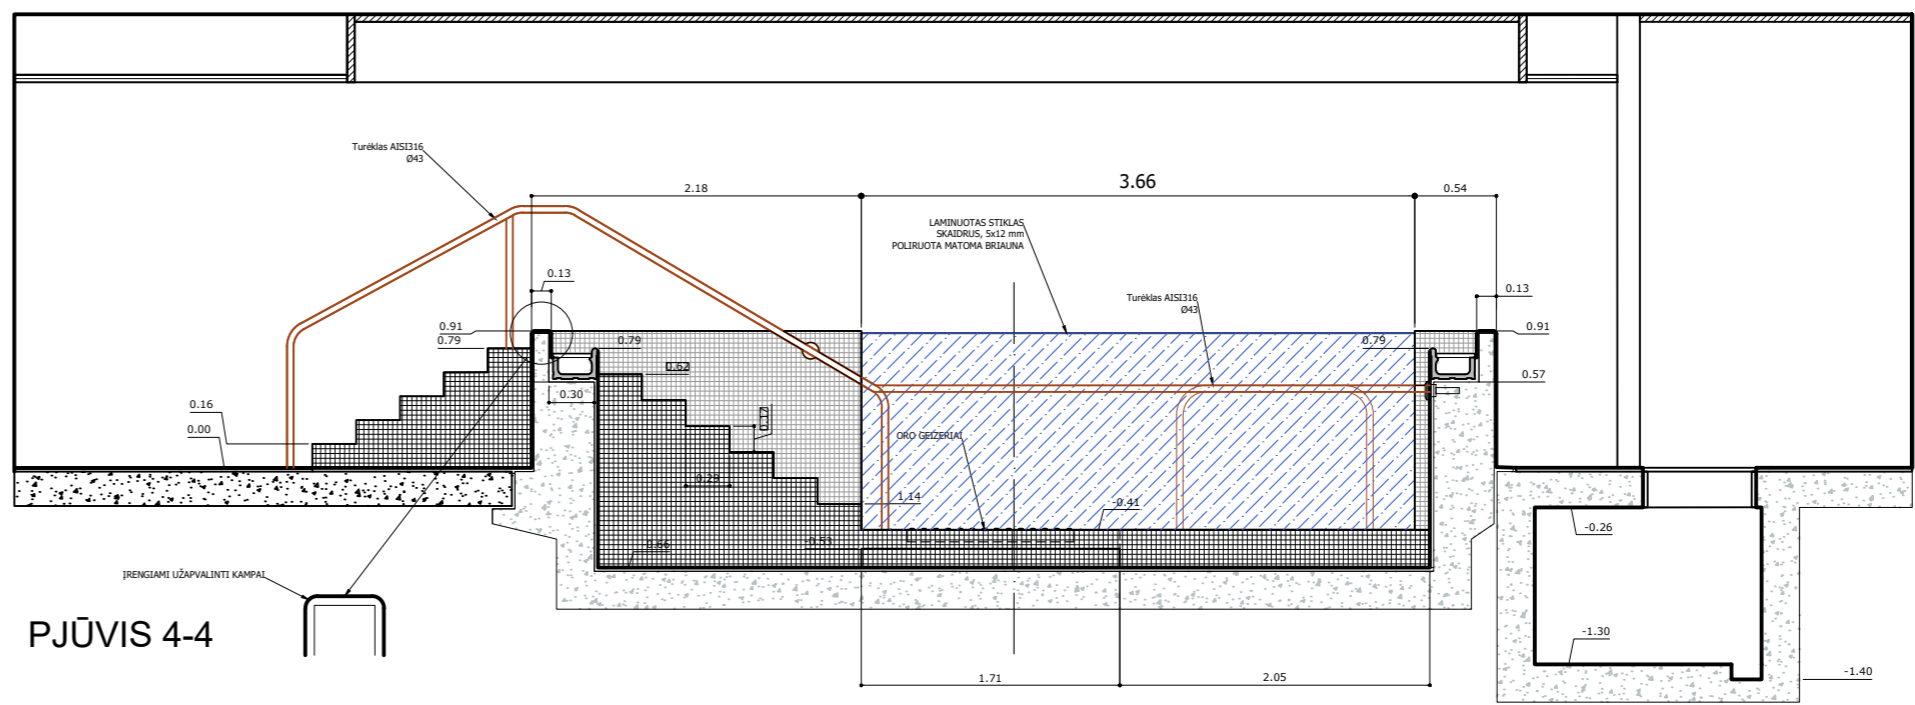 Turėklas AISI316
Ø43
2.18
3.66
0.54
LAMINUOTAS STIKLAS
SKAIDRUS, 5x12 mm
POLIRUOTA MATOMA BRIAUNA
0.13
Turėklas AISI316
Ø43
0.13
0.91
0.79
0.79
0.79
0.91
0.62
0.57
0.30
0.16
0.00
ORO GEIZERIAI
0.29
1.14
-0.41
-0.26
-0.53
0.66
ĮRENGIAMI UŽAPVALINTI KAMPAI
PJŪVIS 4-4
-1.30
1.71
2.05
-1.40